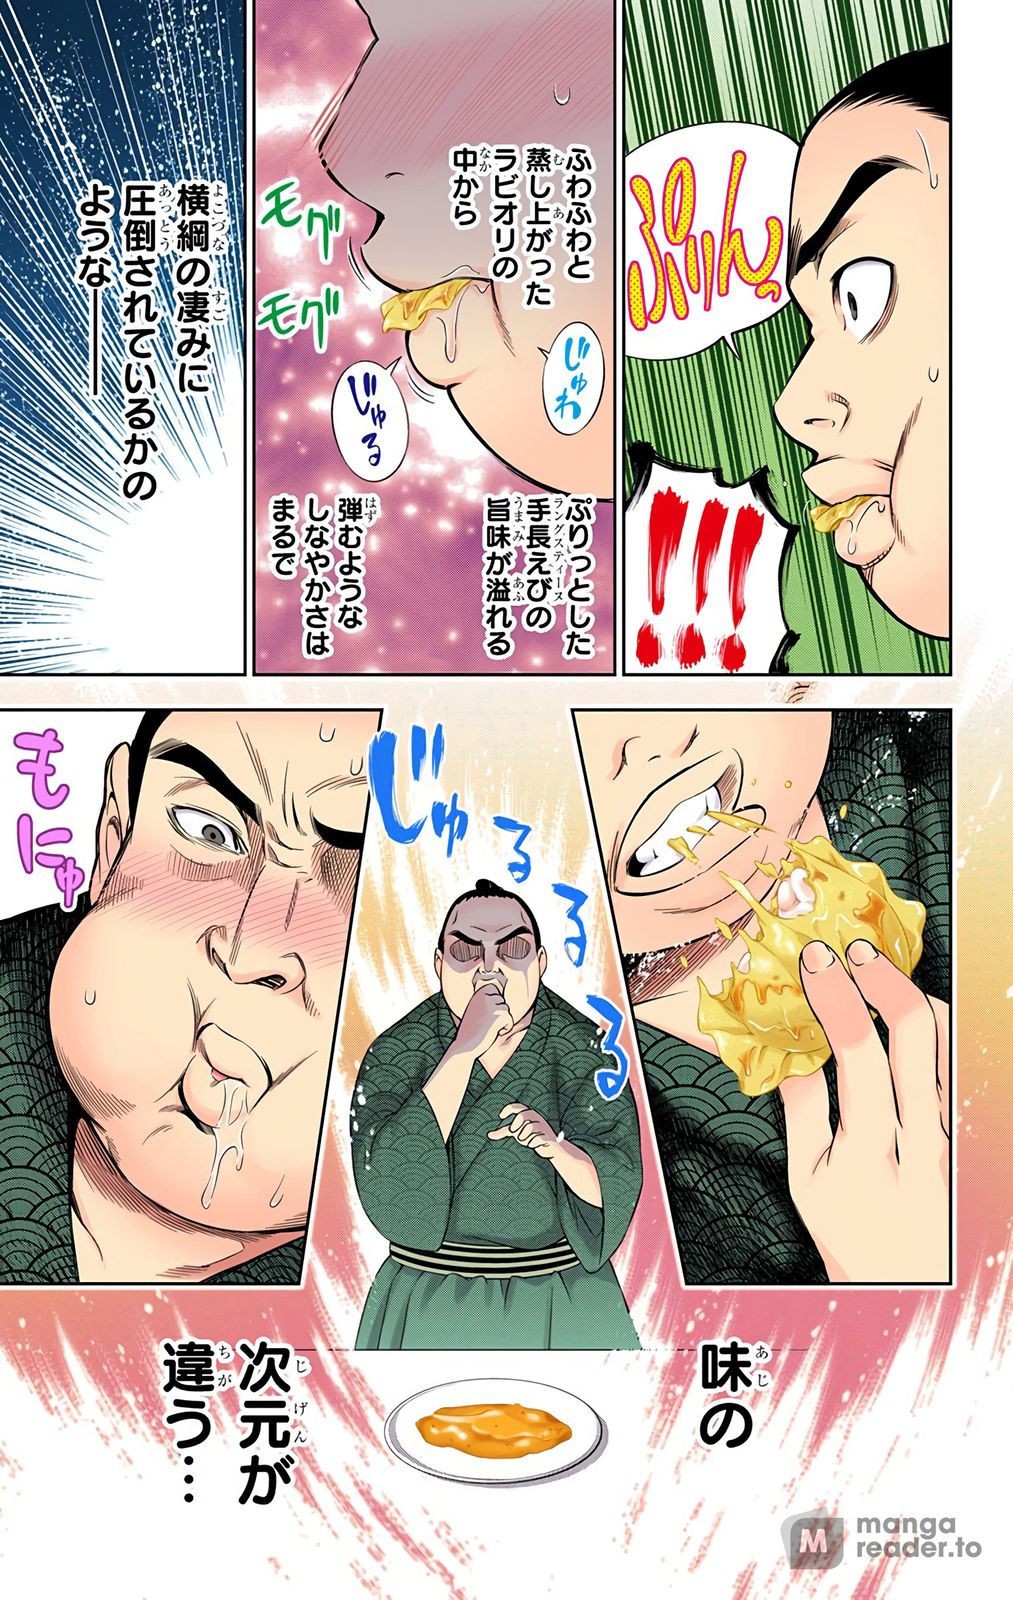 ぷりんっ
!!!
ふわふわと
蒸し上がった
ラビオリの
中から
じゅわ
モグ
モグ
じゅる
ぷりっとした
手長えびの
旨味が溢れる
弾むような
しなやかさは
まるで
横綱の凄みに
圧倒されているかの
ような――
じゅるるるるる
もにゅ
味の
次元が
違う…
M manga
reader.to